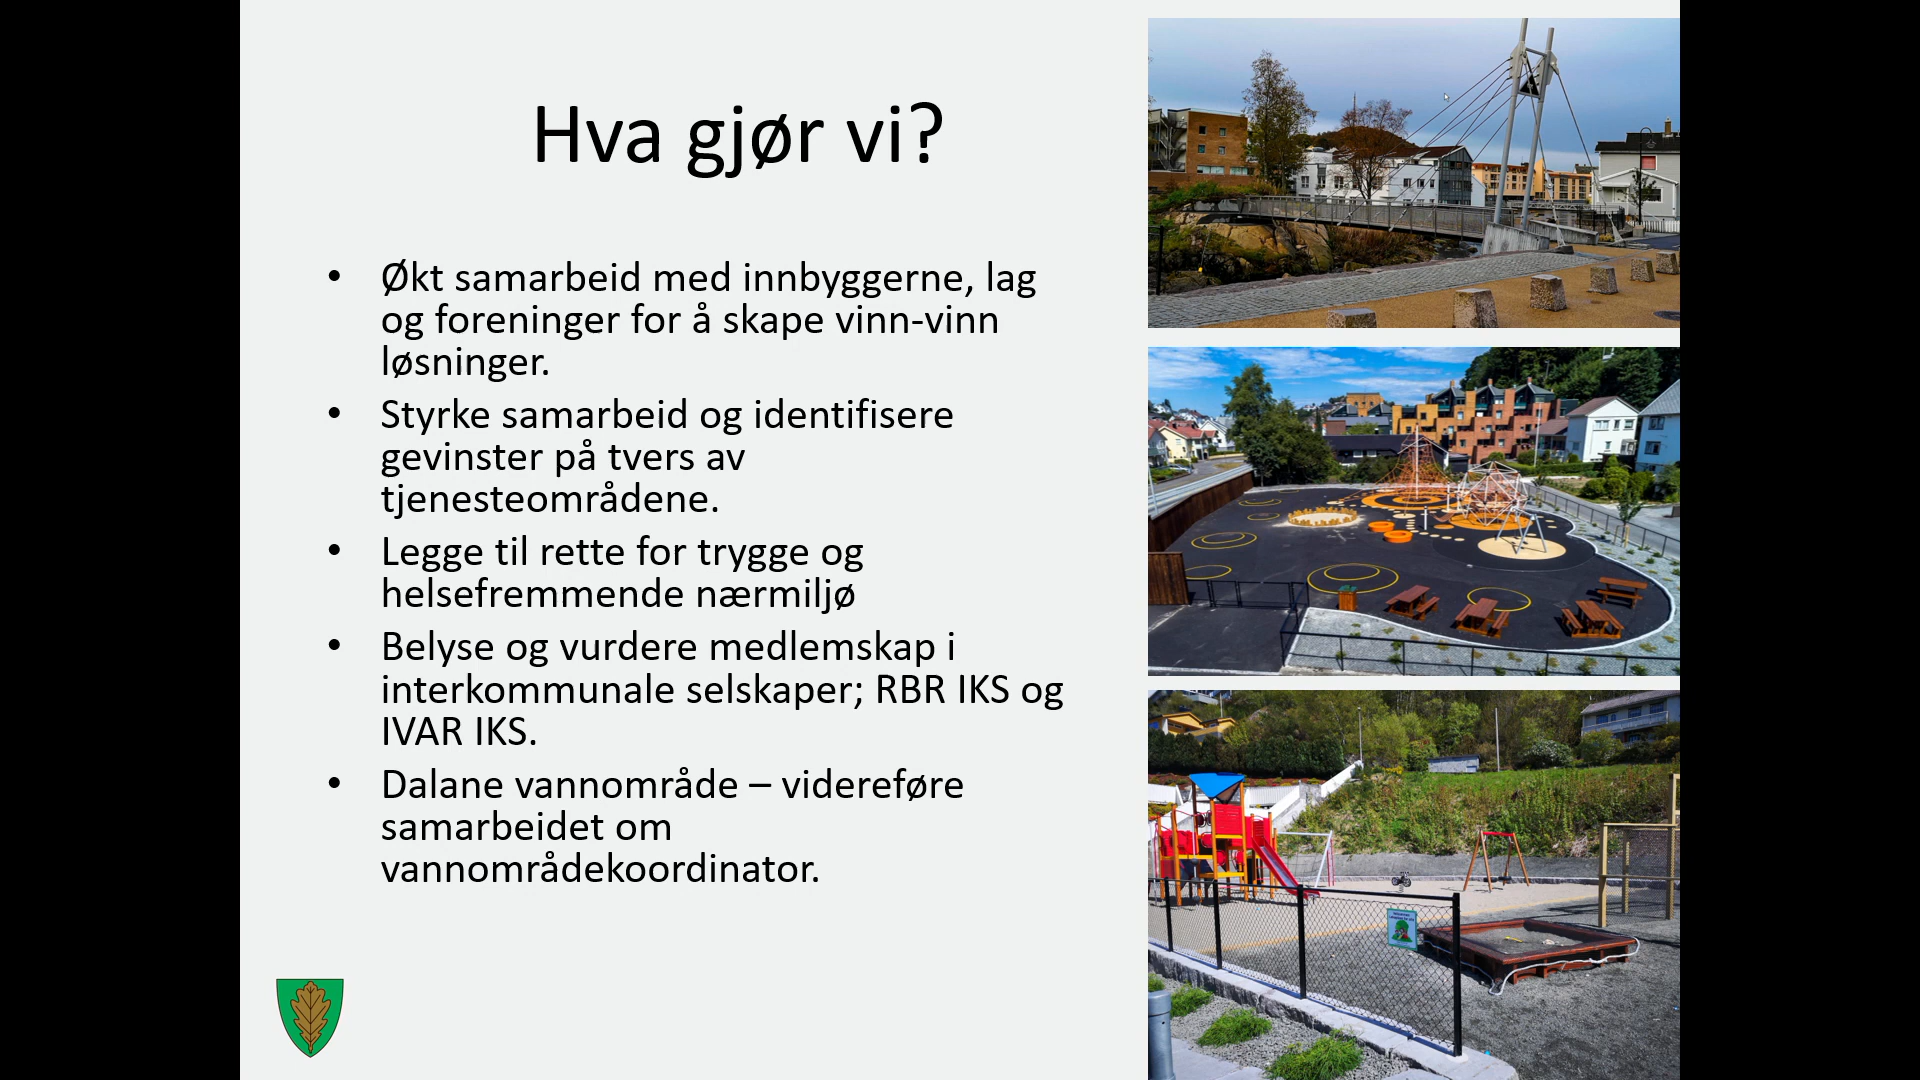 Hva gjør vi?
• Økt samarbeid med innbyggerne, lag
og foreninger for å skape vinn-vinn
løsninger.
• Styrke samarbeid og identifisere
gevinster på tvers av
tjenesteområdene.
• Legge til rette for trygge og
helsefremmende nærmiljø
• Belyse og vurdere medlemskap i
interkommunale selskaper; RBR IKS og
IVAR IKS.
• Dalane vannområde – videreføre
samarbeidet om
vannområdekoordinator.